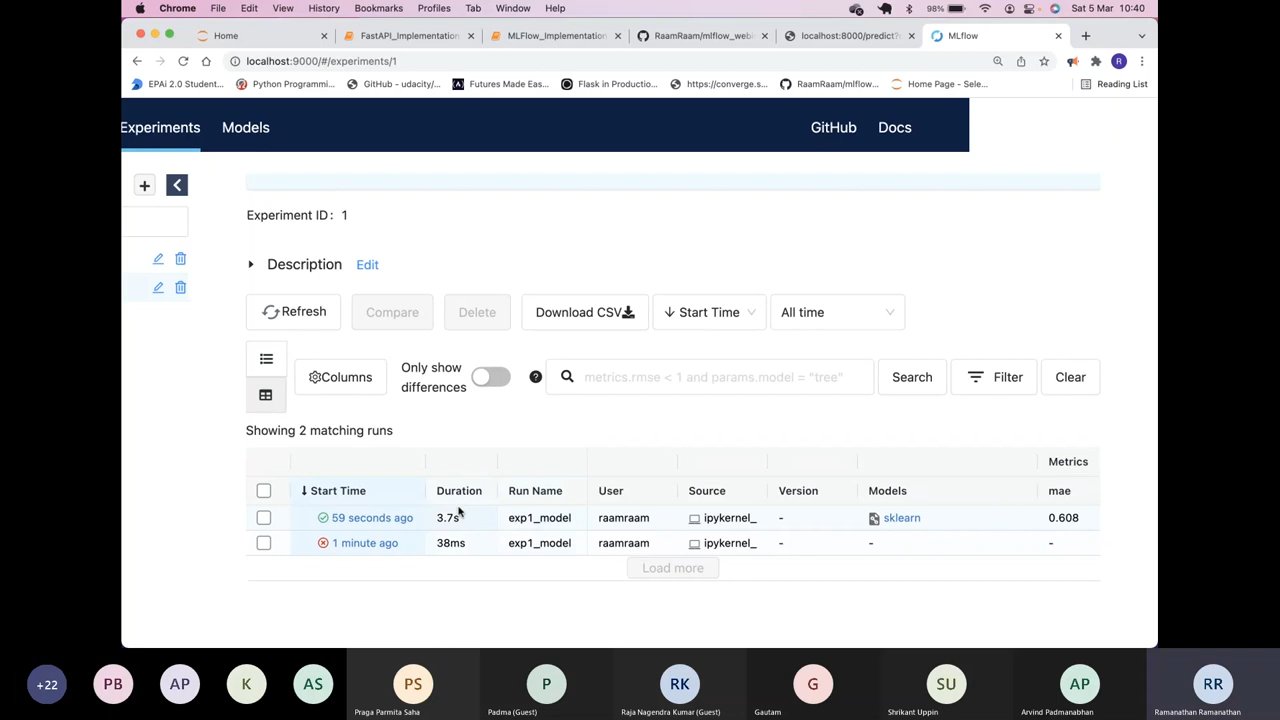 Chrome File Edit View History Bookmarks Profiles Tab Window Help 98% Sat 5 Mar 10:40
Home FastAPI_Implementation MLFlow_Implementation RaamRaam/mlflow_web localhost:8000/predict? MLflow
localhost:9000/#/experiments/1
EPAi 2.0 Student... Python Programmi... GitHub - udacity/... Futures Made Eas... Flask in Productio... https://converge.s... RaamRaam/mlflow... Home Page - Sele... Reading List
Experiments Models GitHub Docs
Experiment ID: 1
Description Edit
Refresh Compare Delete Download CSV Start Time All time
Columns Only show differences metrics.rmse < 1 and params.model = "tree" Search Filter Clear
Showing 2 matching runs
Metrics
Start Time Duration Run Name User Source Version Models mae
59 seconds ago 3.7s exp1_model raamraam ipykernel_ - sklearn 0.608
1 minute ago 38ms exp1_model raamraam ipykernel_ - - -
Load more
+22 PB AP K AS PS P RK G SU AP RR
Praga Parmita Saha Padma (Guest) Raja Nagendra Kumar (Guest) Gautam Shrikant Uppin Arvind Padmanabhan Ramanathan Ramanathan